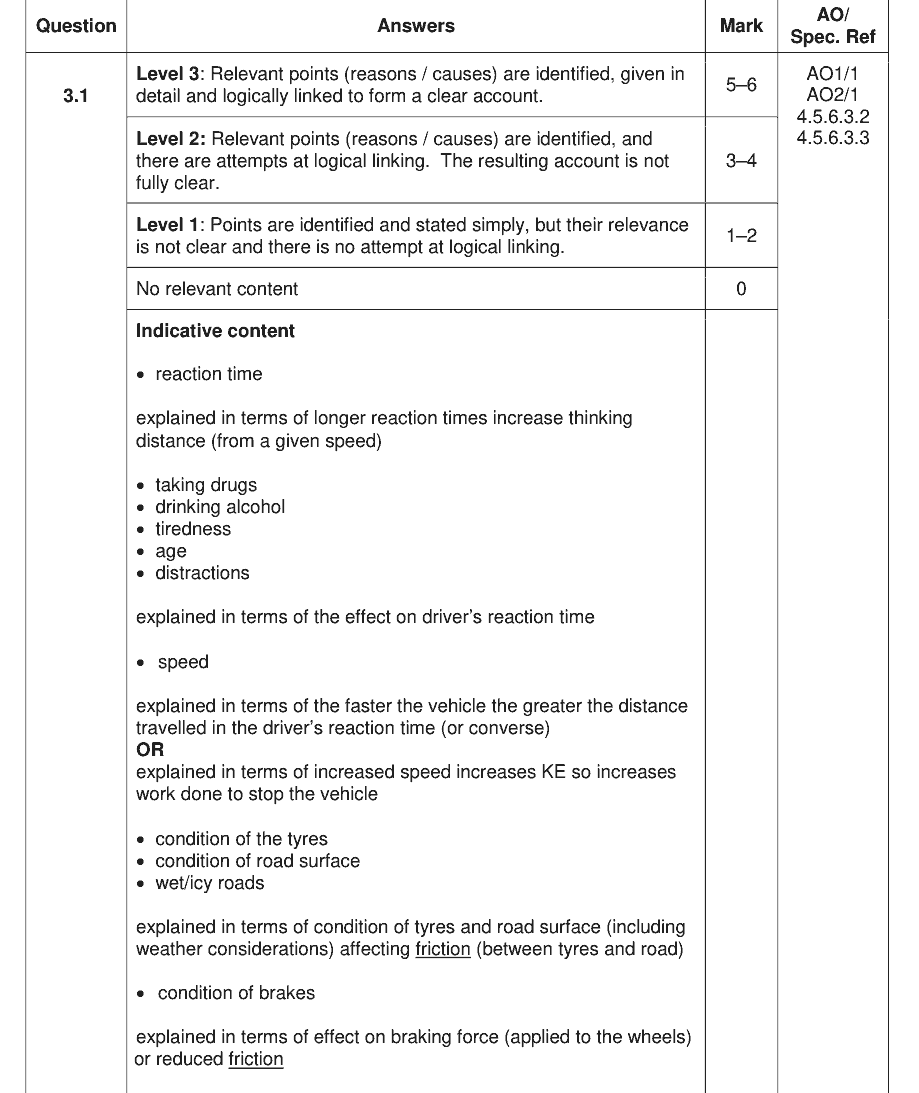 Question
Answers
Mark
AO/
Spec. Ref
3.1
Level 3: Relevant points (reasons / causes) are identified, given in
detail and logically linked to form a clear account.
5–6
AO1/1
AO2/1
4.5.6.3.2
4.5.6.3.3
Level 2: Relevant points (reasons / causes) are identified, and
there are attempts at logical linking. The resulting account is not
fully clear.
3–4
Level 1: Points are identified and stated simply, but their relevance
is not clear and there is no attempt at logical linking.
1–2
No relevant content
0
Indicative content
• reaction time
explained in terms of longer reaction times increase thinking
distance (from a given speed)
• taking drugs
• drinking alcohol
• tiredness
• age
• distractions
explained in terms of the effect on driver's reaction time
• speed
explained in terms of the faster the vehicle the greater the distance
travelled in the driver's reaction time (or converse)
OR
explained in terms of increased speed increases KE so increases
work done to stop the vehicle
• condition of the tyres
• condition of road surface
• wet/icy roads
explained in terms of condition of tyres and road surface (including
weather considerations) affecting friction (between tyres and road)
• condition of brakes
explained in terms of effect on braking force (applied to the wheels)
or reduced friction